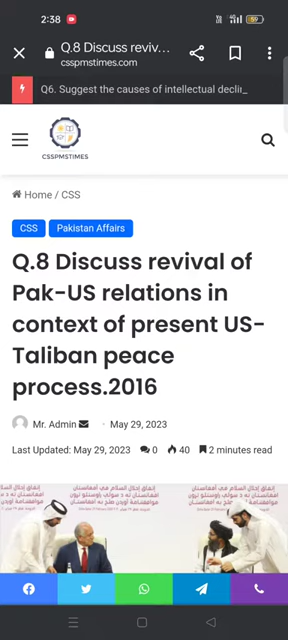 2:38
59
Q.8 Discuss reviv...
csspmstimes.com
Q6. Suggest the causes of intellectual declin_
CSSPMSTIMES
Home / CSS
CSS
Pakistan Affairs
Q.8 Discuss revival of
Pak-US relations in
context of present US-
Taliban peace
process.2016
Mr. Admin
May 29, 2023
Last Updated: May 29, 2023
0
40
2 minutes read